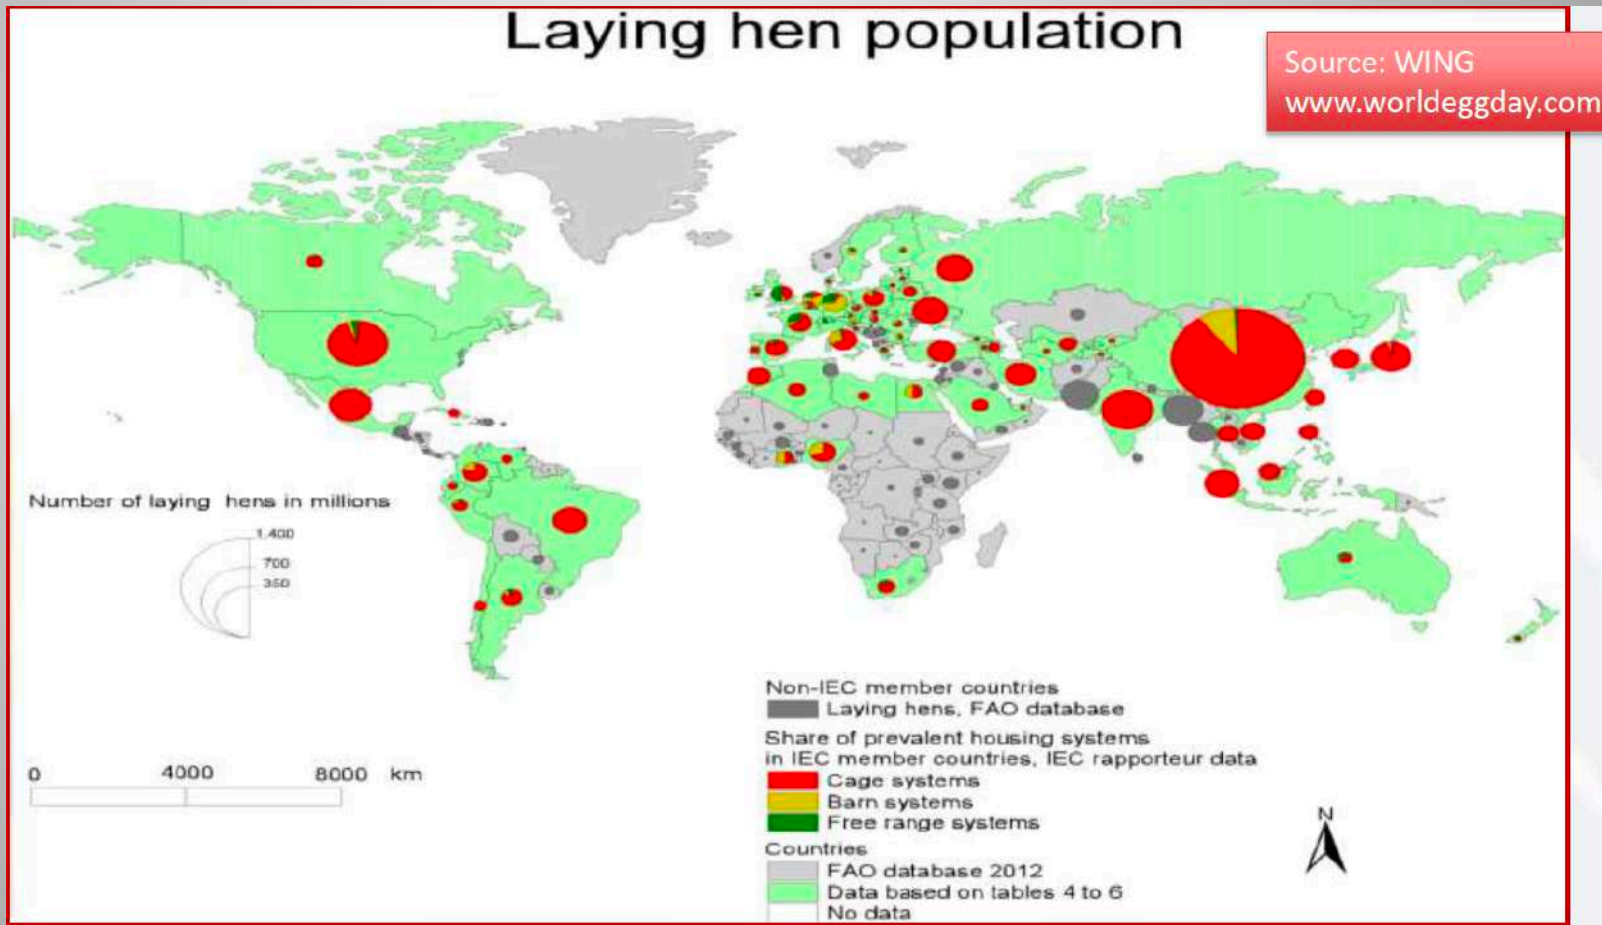 Laying hen population
Source: WING
www.worldeggday.com
Number of laying hens in millions
1.400
700
350
0 4000 8000 km
Non-IEC member countries
Laying hens, FAO database
Share of prevalent housing systems
in IEC member countries, IEC rapporteur data
Cage systems
Barn systems
Free range systems
Countries
FAO database 2012
Data based on tables 4 to 6
No data
N